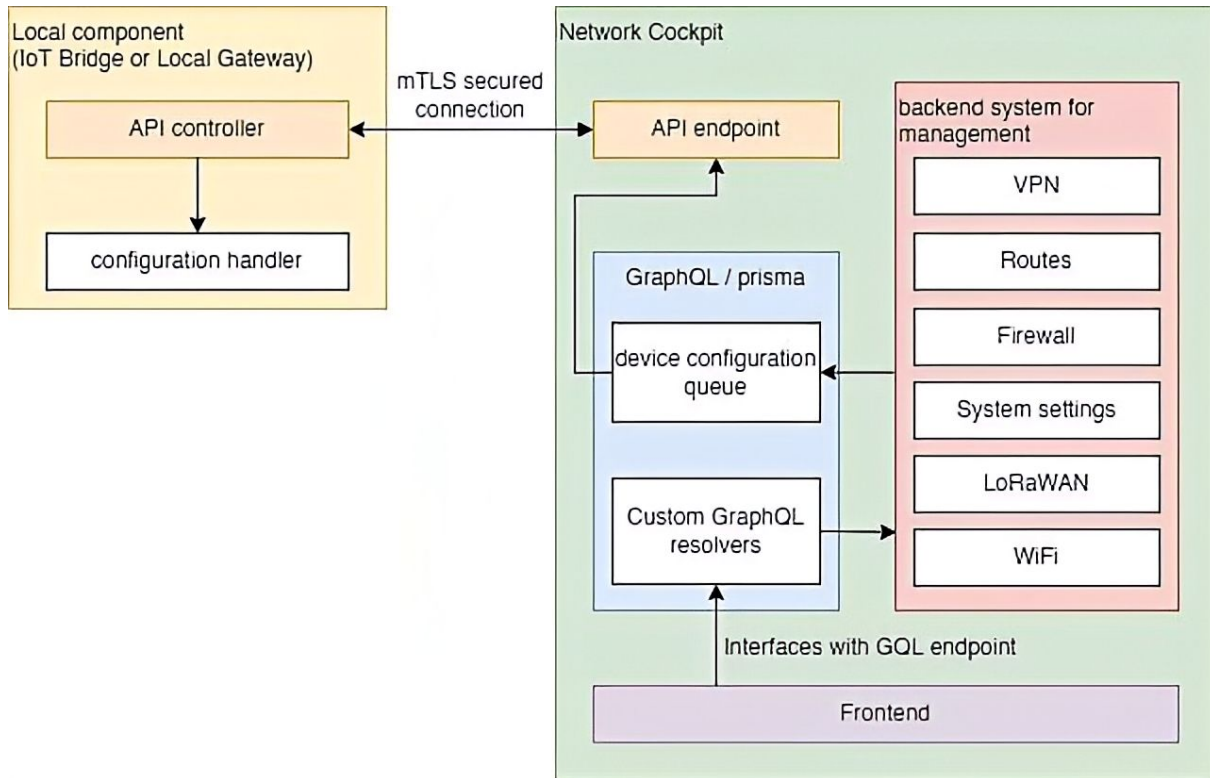 Local component
(IoT Bridge or Local Gateway)
API controller
configuration handler
mTLS secured
connection
Network Cockpit
API endpoint
GraphQL / prisma
device configuration
queue
Custom GraphQL
resolvers
backend system for
management
VPN
Routes
Firewall
System settings
LoRaWAN
WiFi
Interfaces with GQL endpoint
Frontend